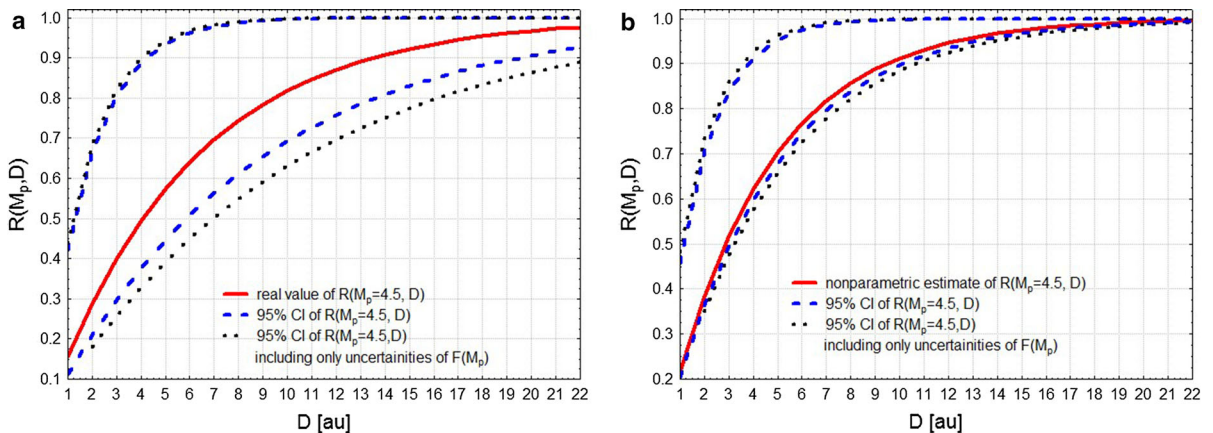 a
1.0
0.9
0.8
0.7
0.6
0.5
0.4
0.3
0.2
0.1
R(Mp,D)
real value of R(Mp=4.5, D)
95% CI of R(Mp=4.5, D)
95% CI of R(Mp=4.5,D)
including only uncertainities of F(Mp)
1 2 3 4 5 6 7 8 9 10 11 12 13 14 15 16 17 18 19 20 21 22
D [au]
b
1.0
0.9
0.8
0.7
0.6
0.5
0.4
0.3
0.2
R(Mp,D)
nonparametric estimate of R(Mp=4.5, D)
95% CI of R(Mp=4.5, D)
95% CI of R(Mp=4.5,D)
including only uncertainities of F(Mp)
1 2 3 4 5 6 7 8 9 10 11 12 13 14 15 16 17 18 19 20 21 22
D [au]